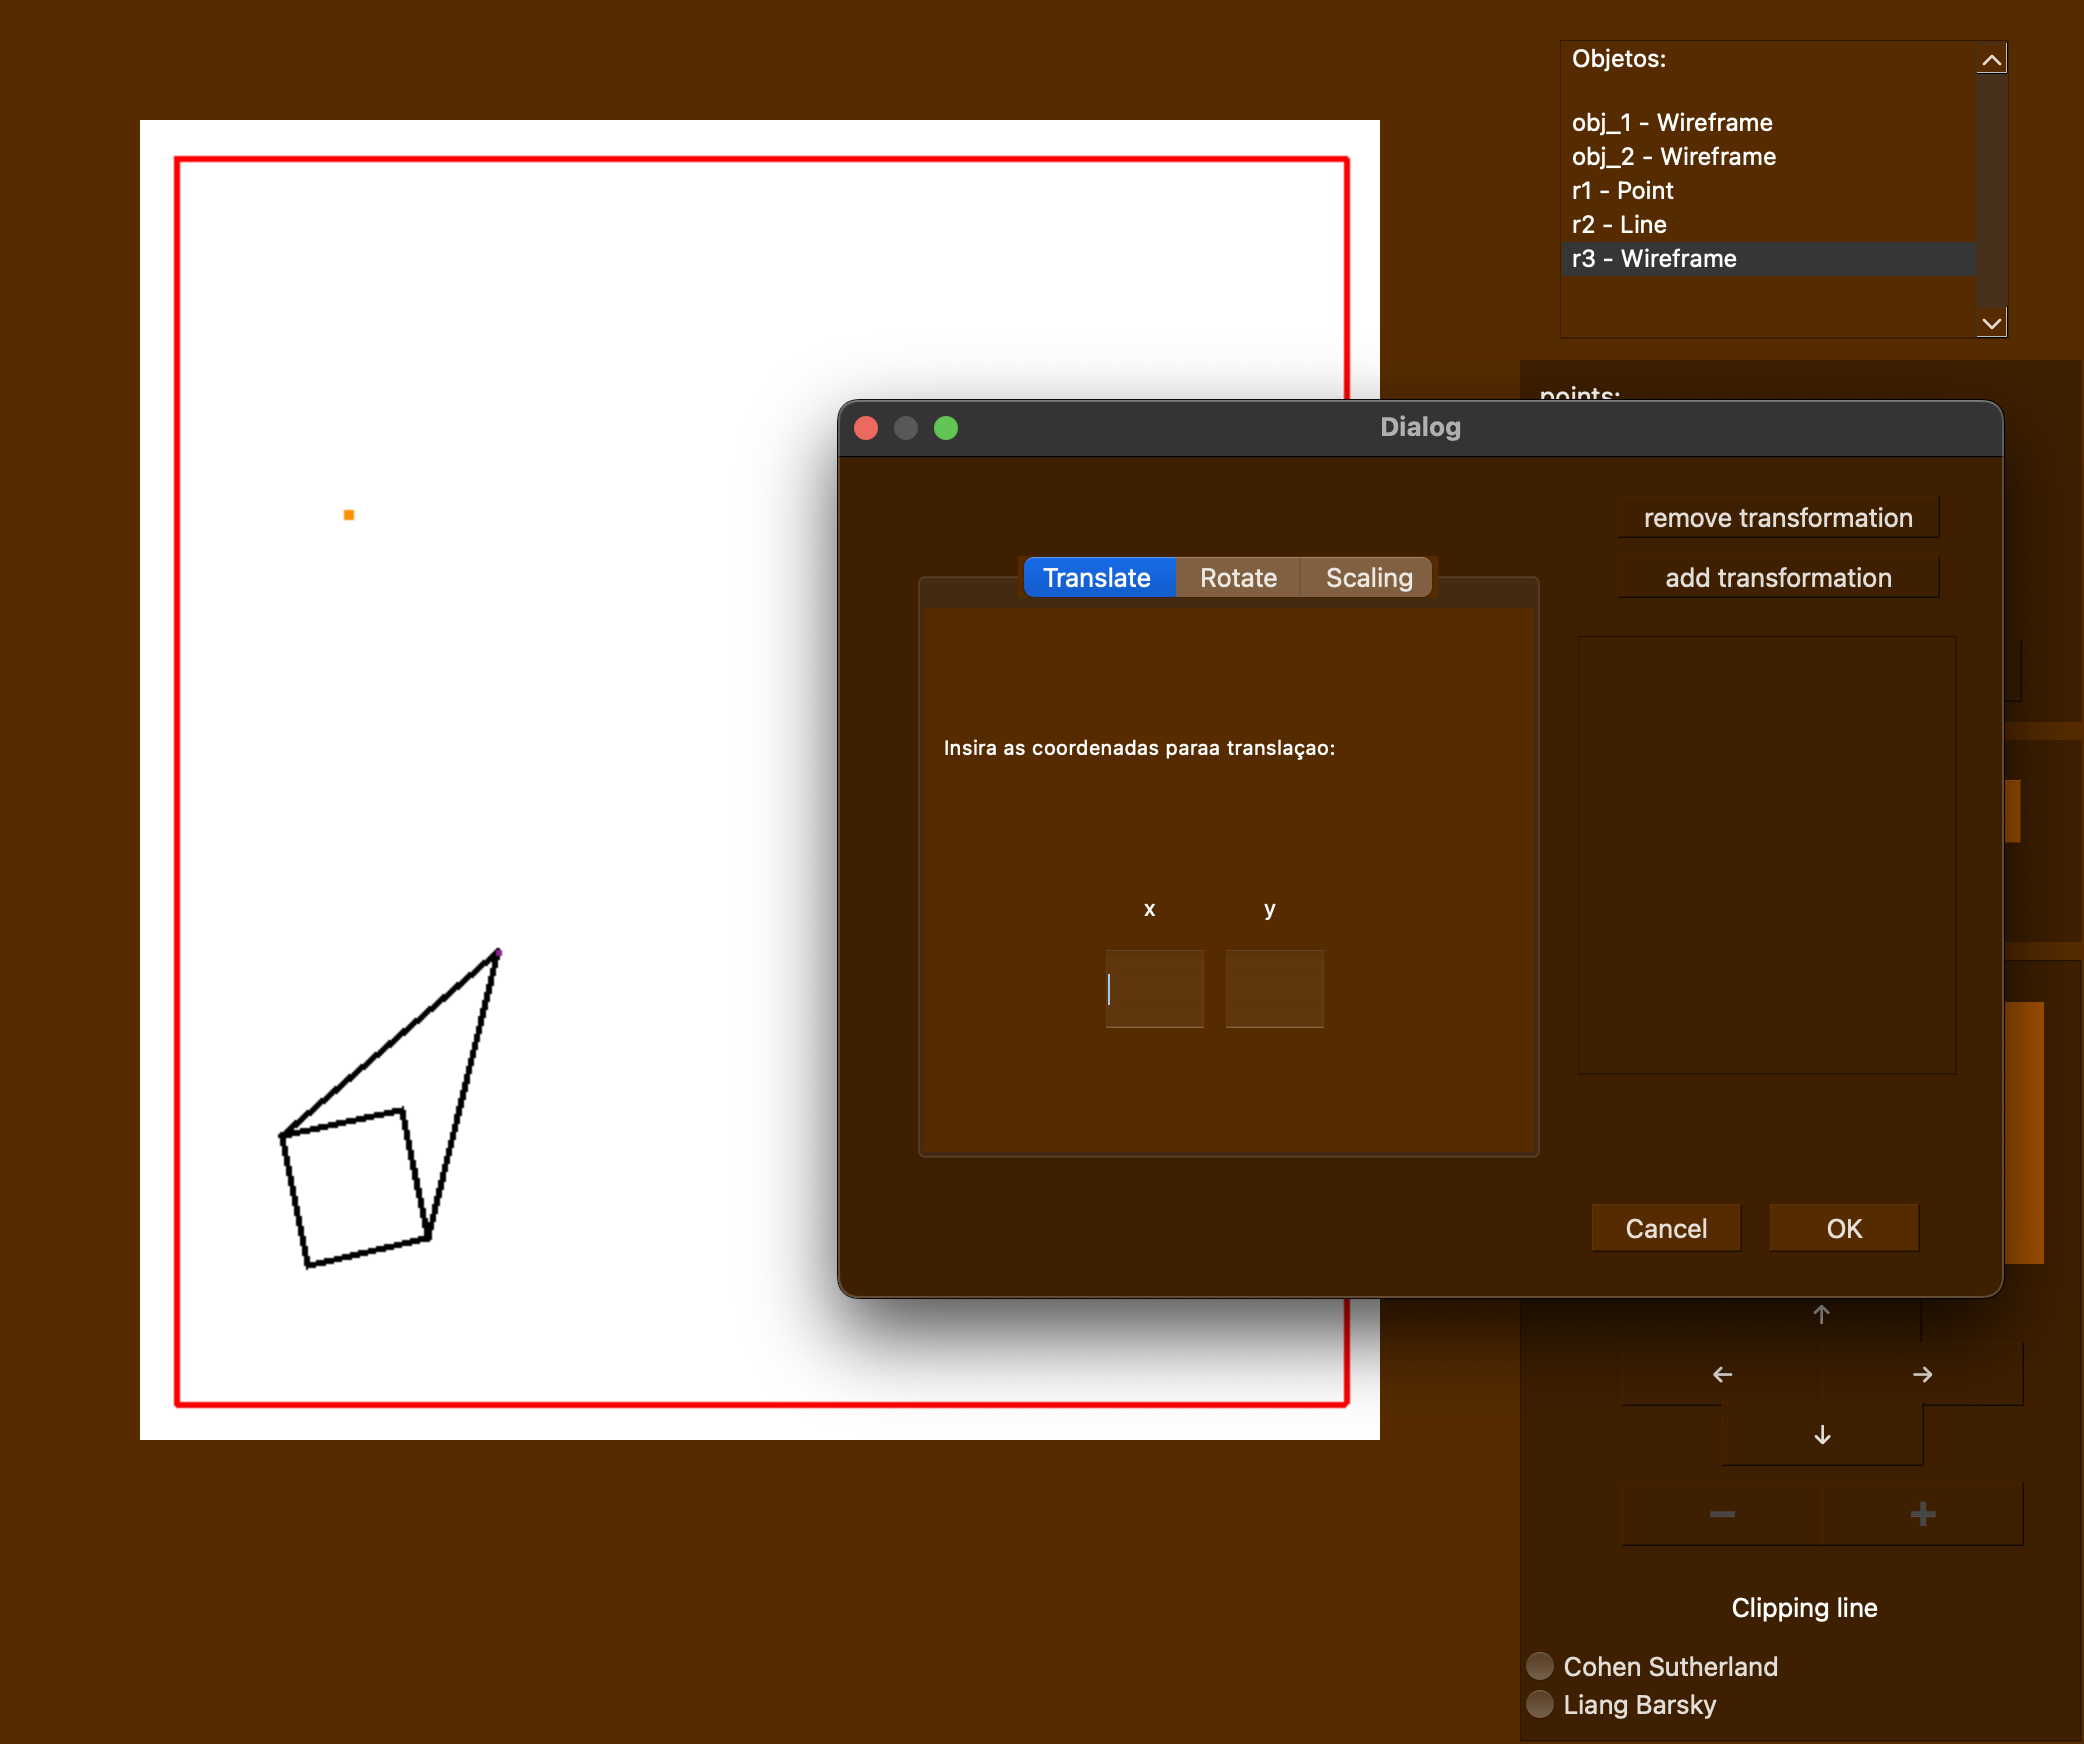 Objetos:
obj_1 - Wireframe
obj_2 - Wireframe
r1 - Point
r2 - Line
r3 - Wireframe
points:
Dialog
remove transformation
add transformation
Translate Rotate Scaling
Insira as coordenadas paraa translaçao:
x y
Cancel OK
↑
← →
↓
− +
Clipping line
Cohen Sutherland
Liang Barsky